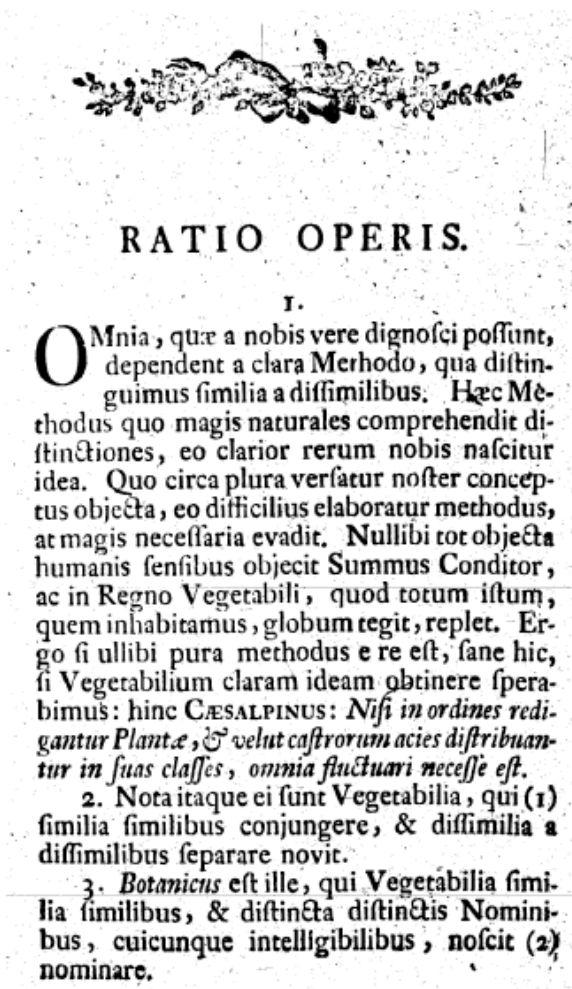 RATIO OPERIS.
1.
OMnia, quæ a nobis vere dignoſci poſſunt,
dependent a clara Methodo, qua diſtin-
guimus ſimilia a diſſimilibus. Hæc Me-
thodus quo magis naturales comprehendit di-
ſtinctiones, eo clarior rerum nobis naſcitur
idea. Quo circa plura verſatur noſter concep-
tus objecta, eo difficilius elaboratur methodus,
at magis neceſſaria evadit. Nullibi tot objecta
humanis ſenſibus objecit Summus Conditor,
ac in Regno Vegetabili, quod totum iſtum,
quem inhabitamus, globum tegit, replet. Er-
go ſi ullibi pura methodus e re eſt, ſane hic,
ſi Vegetabilium claram ideam obtinere ſpera-
bimus: hinc CÆSALPINUS: Niſi in ordines redi-
gantur Plantæ, & velut caſtrorum acies diſtribuan-
tur in ſuas claſſes, omnia fluctuari neceſſe eſt.
2. Nota itaque ei ſunt Vegetabilia, qui (1)
ſimilia ſimilibus conjungere, & diſſimilia a
diſſimilibus ſeparare novit.
3. Botanicus eſt ille, qui Vegetabilia ſimi-
lia ſimilibus, & diſtincta diſtinctis Nomini-
bus, cuicunque intelligibilibus, noſcit (2)
nominare.